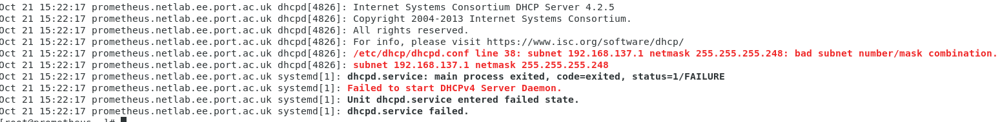 Oct 21 15:22:17 prometheus.netlab.ee.port.ac.uk dhcpd[4826]: Internet Systems Consortium DHCP Server 4.2.5
Oct 21 15:22:17 prometheus.netlab.ee.port.ac.uk dhcpd[4826]: Copyright 2004-2013 Internet Systems Consortium.
Oct 21 15:22:17 prometheus.netlab.ee.port.ac.uk dhcpd[4826]: All rights reserved.
Oct 21 15:22:17 prometheus.netlab.ee.port.ac.uk dhcpd[4826]: For info, please visit https://www.isc.org/software/dhcp/
Oct 21 15:22:17 prometheus.netlab.ee.port.ac.uk dhcpd[4826]: /etc/dhcp/dhcpd.conf line 38: subnet 192.168.137.1 netmask 255.255.255.248: bad subnet number/mask combination.
Oct 21 15:22:17 prometheus.netlab.ee.port.ac.uk dhcpd[4826]: subnet 192.168.137.1 netmask 255.255.255.248
Oct 21 15:22:17 prometheus.netlab.ee.port.ac.uk systemd[1]: dhcpd.service: main process exited, code=exited, status=1/FAILURE
Oct 21 15:22:17 prometheus.netlab.ee.port.ac.uk systemd[1]: Failed to start DHCPv4 Server Daemon.
Oct 21 15:22:17 prometheus.netlab.ee.port.ac.uk systemd[1]: Unit dhcpd.service entered failed state.
Oct 21 15:22:17 prometheus.netlab.ee.port.ac.uk systemd[1]: dhcpd.service failed.
[root@prometheus ~]#